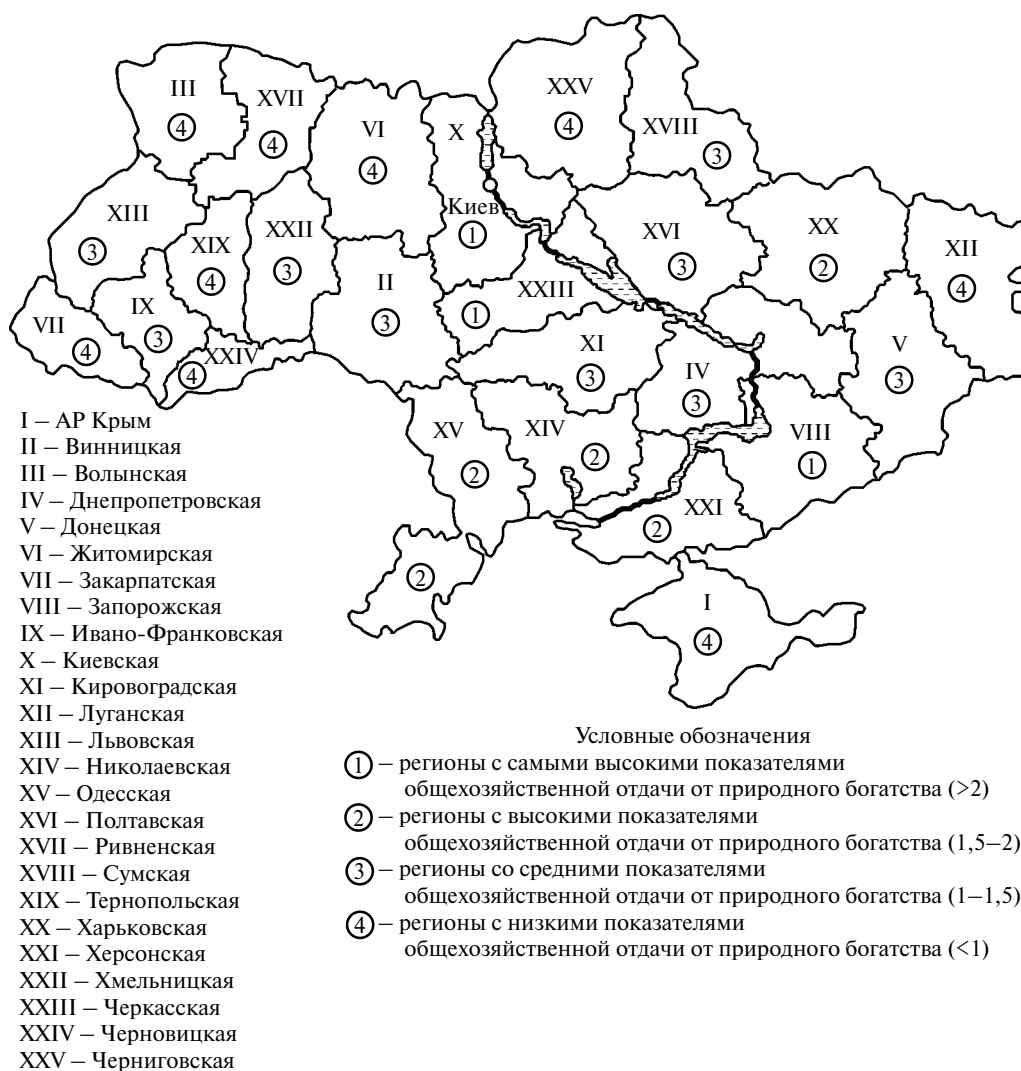 III
④
XVII
④
VI
④
X
Киев
①
XXV
④
XVIII
③
XIII
③
XIX
④
XXII
③
II
③
XXIII
①
XVI
③
XX
②
XII
④
VII
④
IX
③
XXIV
④
XI
③
IV
③
V
③
XV
②
XIV
②
VIII
①
XXI
②
②
I
④
I – АР Крым
II – Винницкая
III – Волынская
IV – Днепропетровская
V – Донецкая
VI – Житомирская
VII – Закарпатская
VIII – Запорожская
IX – Ивано-Франковская
X – Киевская
XI – Кировоградская
XII – Луганская
XIII – Львовская
XIV – Николаевская
XV – Одесская
XVI – Полтавская
XVII – Ривненская
XVIII – Сумская
XIX – Тернопольская
XX – Харьковская
XXI – Херсонская
XXII – Хмельницкая
XXIII – Черкасская
XXIV – Черновицкая
XXV – Черниговская
Условные обозначения
① – регионы с самыми высокими показателями
общехозяйственной отдачи от природного богатства (>2)
② – регионы с высокими показателями
общехозяйственной отдачи от природного богатства (1,5–2)
③ – регионы со средними показателями
общехозяйственной отдачи от природного богатства (1–1,5)
④ – регионы с низкими показателями
общехозяйственной отдачи от природного богатства (<1)